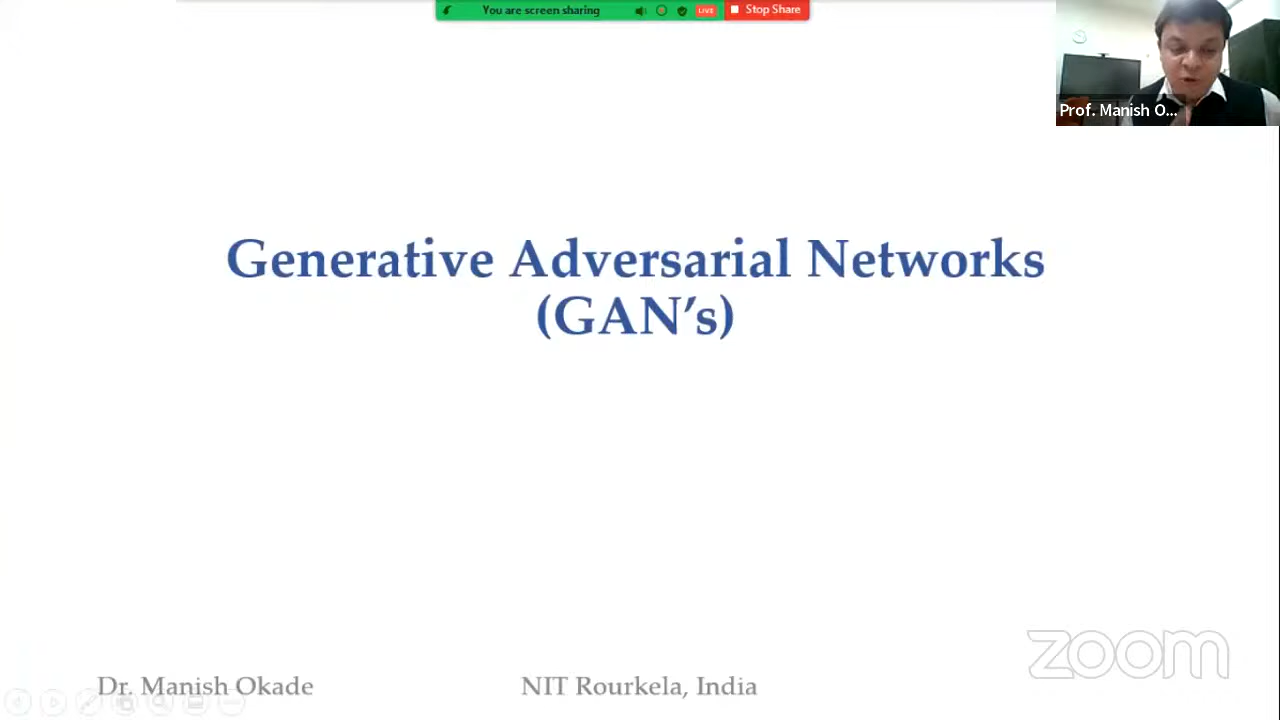 You are screen sharing
LIVE
Stop Share
Prof. Manish O...
Generative Adversarial Networks
(GAN's)
zoom
Dr. Manish Okade
NIT Rourkela, India